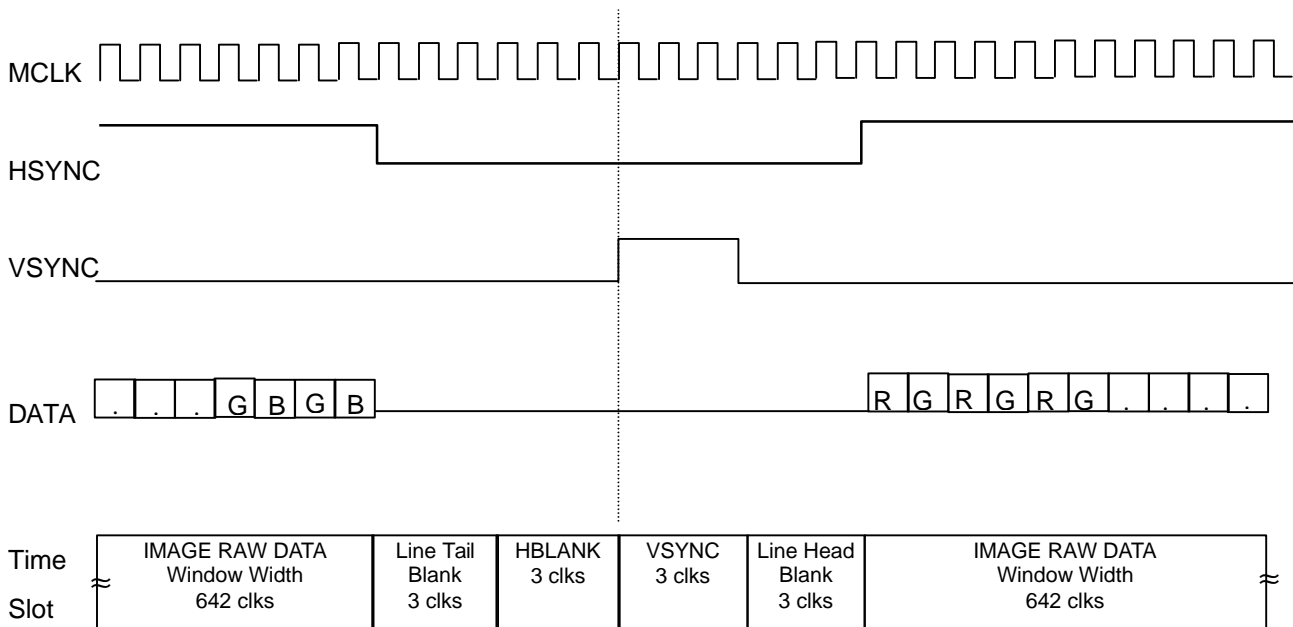 MCLK
HSYNC
VSYNC
DATA
. . . G B G B
R G R G R G . . . .
Time
Slot
IMAGE RAW DATA
Window Width
642 clks
Line Tail
Blank
3 clks
HBLANK
3 clks
VSYNC
3 clks
Line Head
Blank
3 clks
IMAGE RAW DATA
Window Width
642 clks